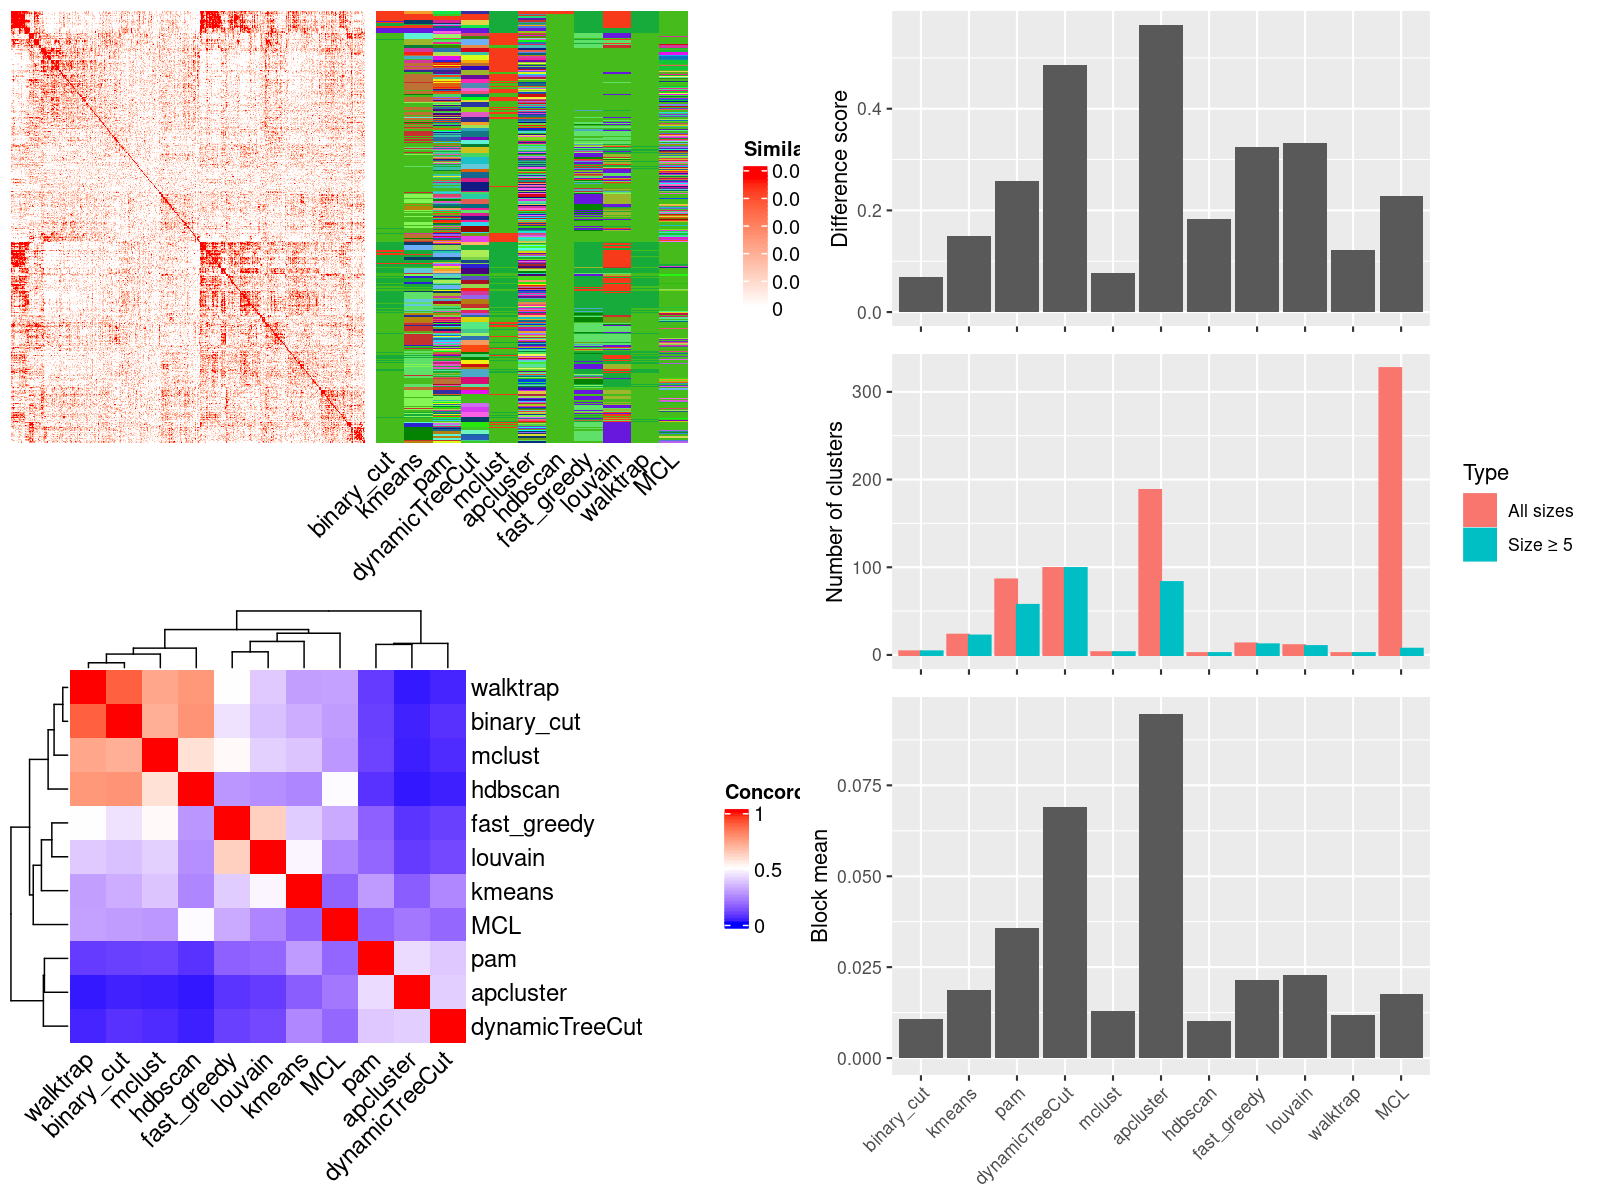 Simila
0.0
0.0
0.0
0.0
0.0
0
binary_cut
kmeans
pam
dynamicTreeCut
mclust
apcluster
hdbscan
fast_greedy
louvain
walktrap
MCL
walktrap
binary_cut
mclust
hdbscan
fast_greedy
louvain
kmeans
MCL
pam
apcluster
dynamicTreeCut
Concord
1
0.5
0
walktrap
binary_cut
mclust
hdbscan
fast_greedy
louvain
kmeans
MCL
pam
apcluster
dynamicTreeCut
Difference score
0.4
0.2
0.0
Number of clusters
300
200
100
0
Type
All sizes
Size ≥ 5
Block mean
0.075
0.050
0.025
0.000
binary_cut
kmeans
pam
dynamicTreeCut
mclust
apcluster
hdbscan
fast_greedy
louvain
walktrap
MCL